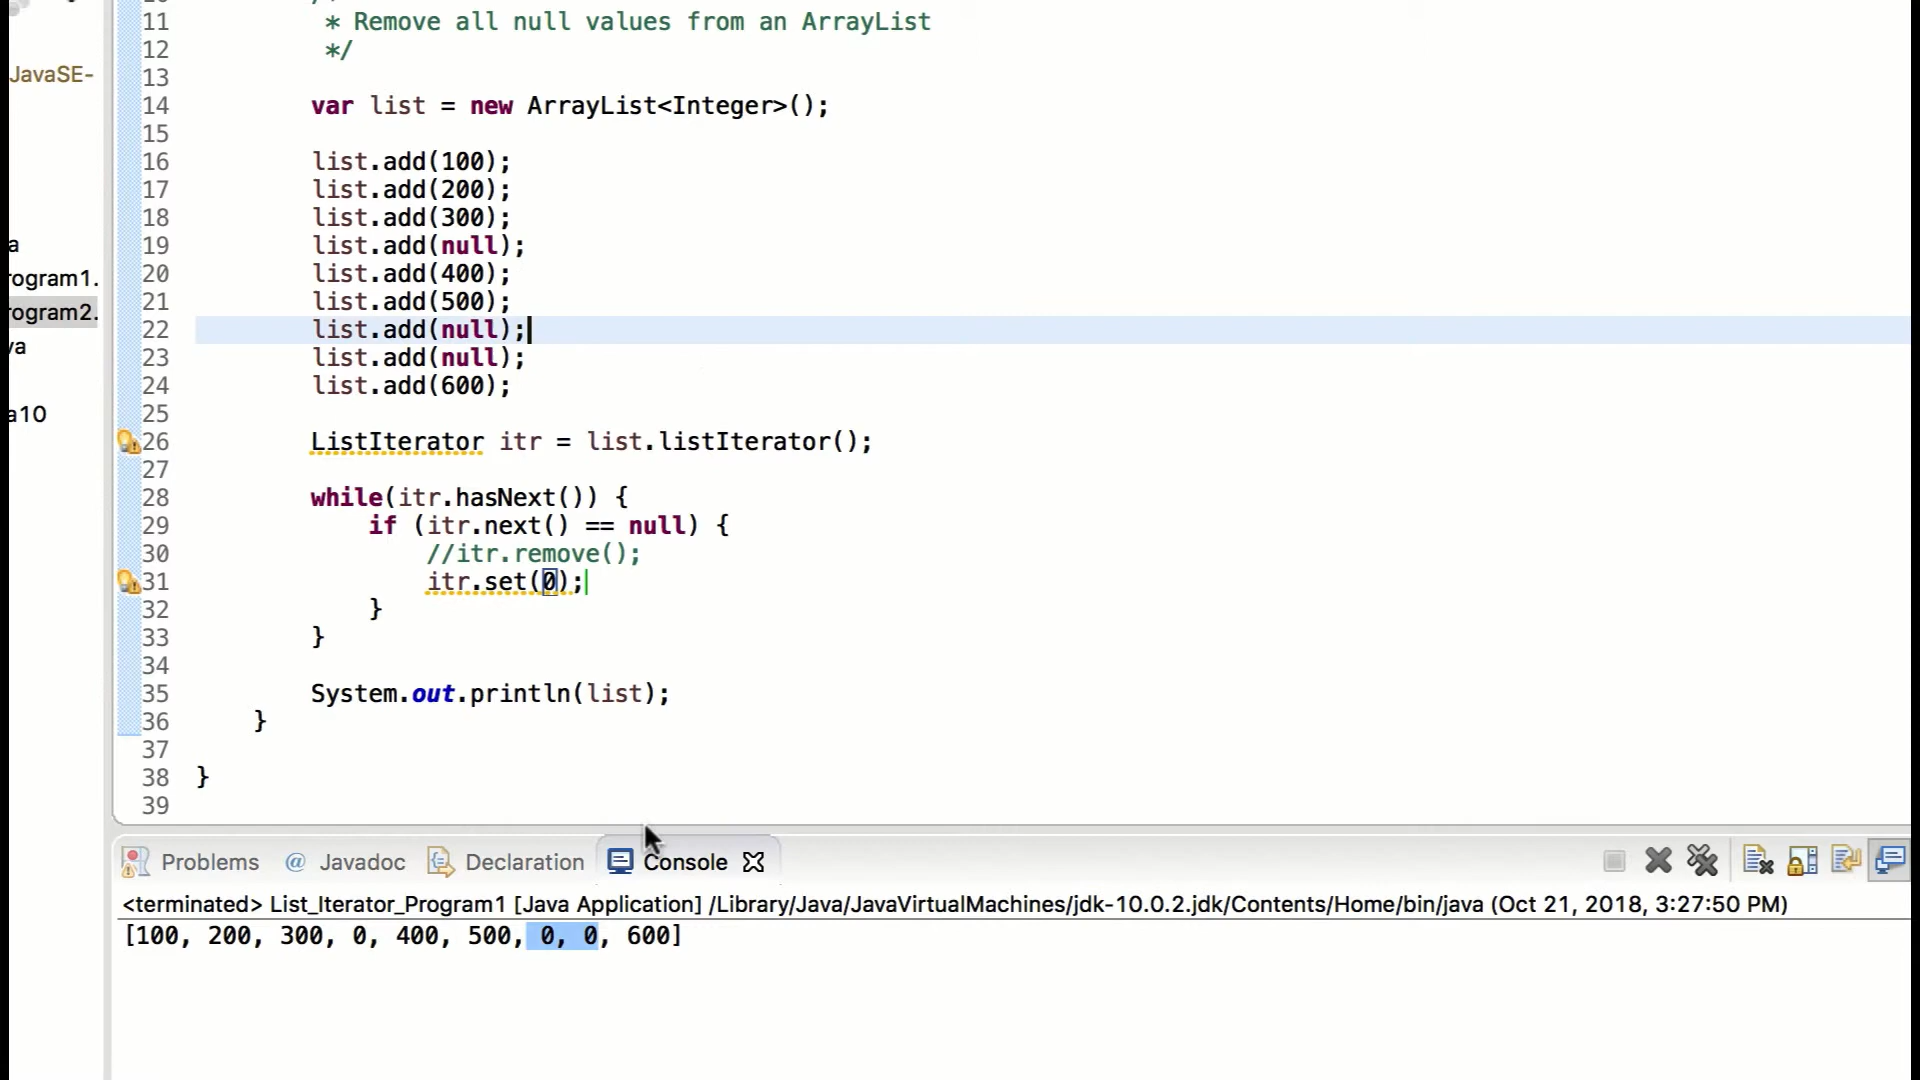 11 * Remove all null values from an ArrayList
12 */
13
14 var list = new ArrayList<Integer>();
15
16 list.add(100);
17 list.add(200);
18 list.add(300);
19 list.add(null);
20 list.add(400);
21 list.add(500);
22 list.add(null);
23 list.add(null);
24 list.add(600);
25
26 ListIterator itr = list.listIterator();
27
28 while(itr.hasNext()) {
29 if (itr.next() == null) {
30 //itr.remove();
31 itr.set(0);
32 }
33 }
34
35 System.out.println(list);
36 }
37
38 }
39
JavaSE-
a
rogram1.
rogram2.
va
a10
Problems @ Javadoc Declaration Console
<terminated> List_Iterator_Program1 [Java Application] /Library/Java/JavaVirtualMachines/jdk-10.0.2.jdk/Contents/Home/bin/java (Oct 21, 2018, 3:27:50 PM)
[100, 200, 300, 0, 400, 500, 0, 0, 600]